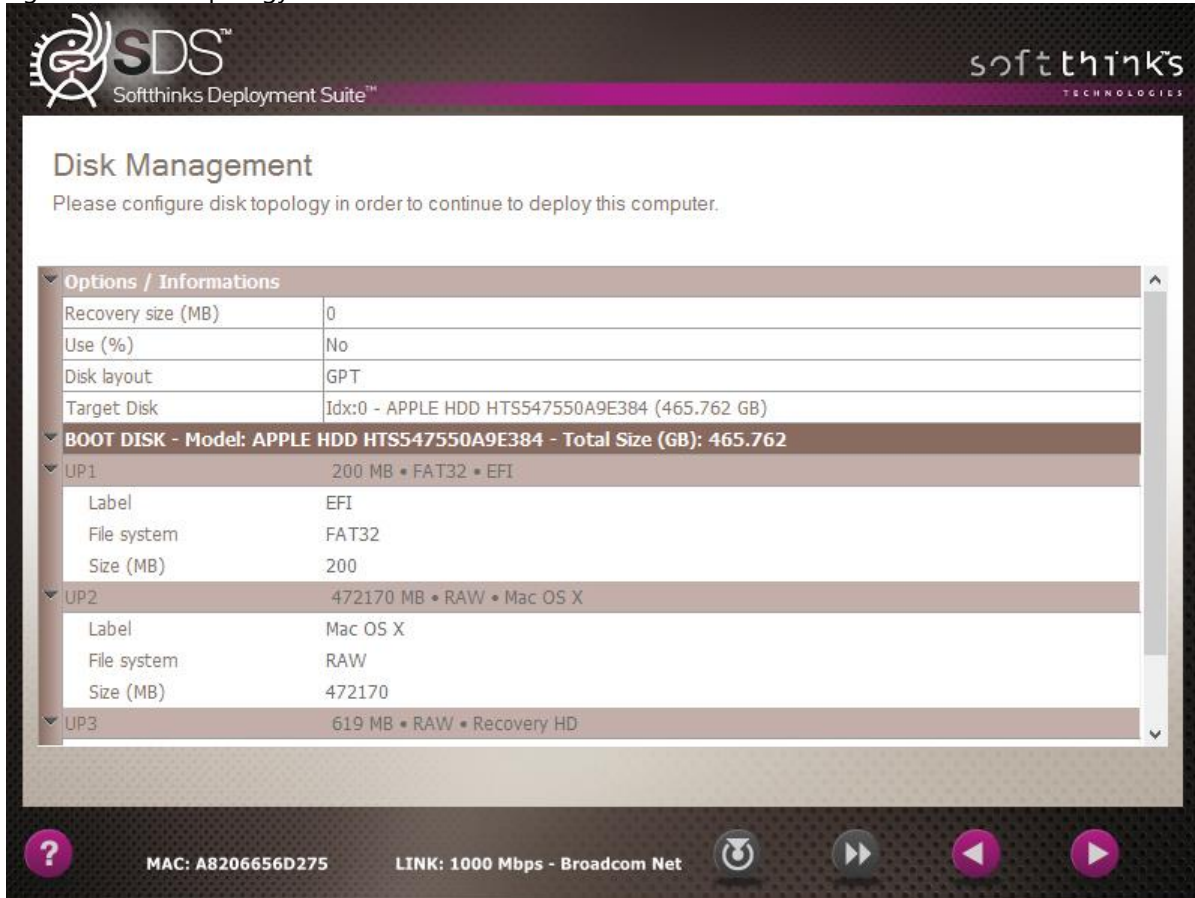 SDS™
Softthinks Deployment Suite™
softthinks™
TECHNOLOGIES
Disk Management
Please configure disk topology in order to continue to deploy this computer.
Options / Informations
Recovery size (MB) 0
Use (%) No
Disk layout GPT
Target Disk Idx:0 - APPLE HDD HTS547550A9E384 (465.762 GB)
BOOT DISK - Model: APPLE HDD HTS547550A9E384 - Total Size (GB): 465.762
UP1 200 MB • FAT32 • EFI
Label EFI
File system FAT32
Size (MB) 200
UP2 472170 MB • RAW • Mac OS X
Label Mac OS X
File system RAW
Size (MB) 472170
UP3 619 MB • RAW • Recovery HD
?
MAC: A8206656D275 LINK: 1000 Mbps - Broadcom Net